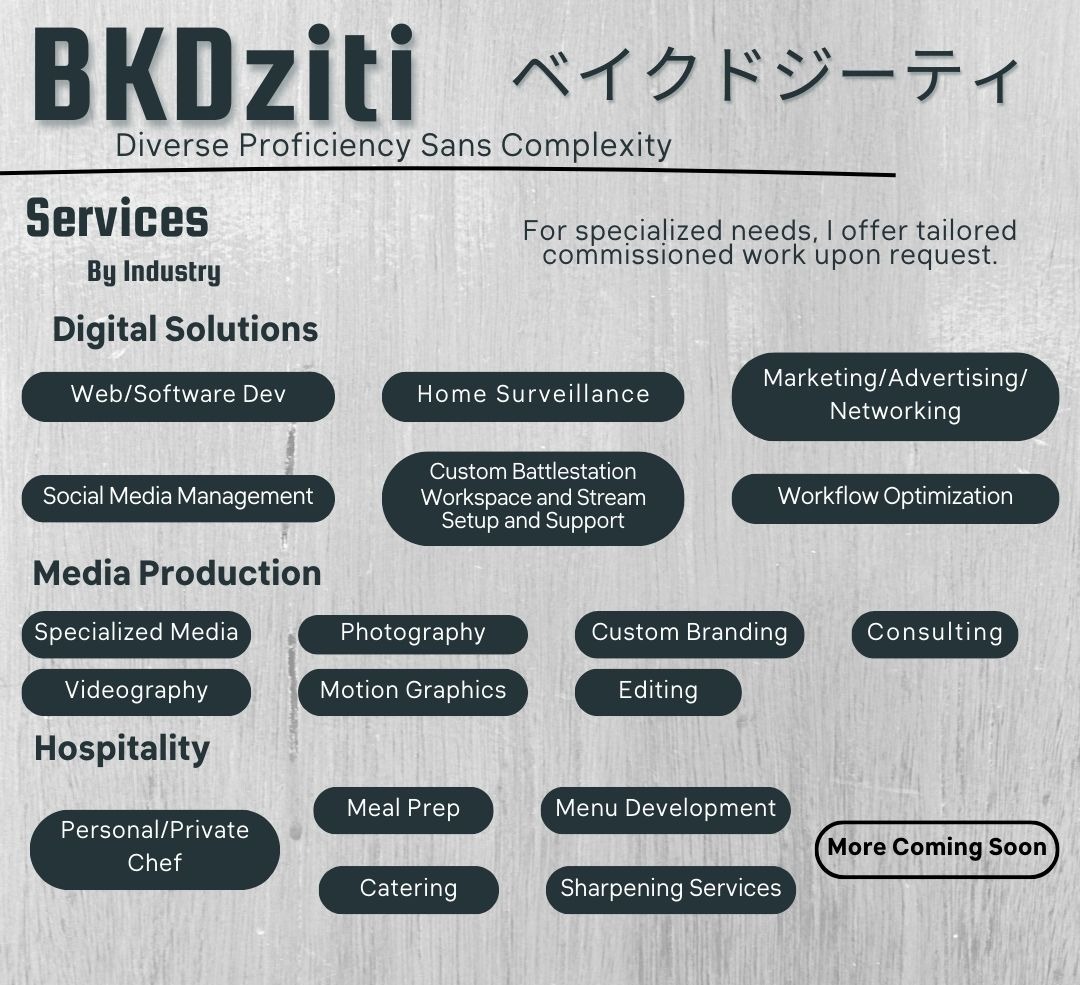 BKDziti
ベイクドジーティ
Diverse Proficiency Sans Complexity
Services
By Industry
For specialized needs, I offer tailored
commissioned work upon request.
Digital Solutions
Web/Software Dev
Home Surveillance
Marketing/Advertising/
Networking
Social Media Management
Custom Battlestation
Workspace and Stream
Setup and Support
Workflow Optimization
Media Production
Specialized Media
Photography
Custom Branding
Consulting
Videography
Motion Graphics
Editing
Hospitality
Personal/Private
Chef
Meal Prep
Menu Development
More Coming Soon
Catering
Sharpening Services